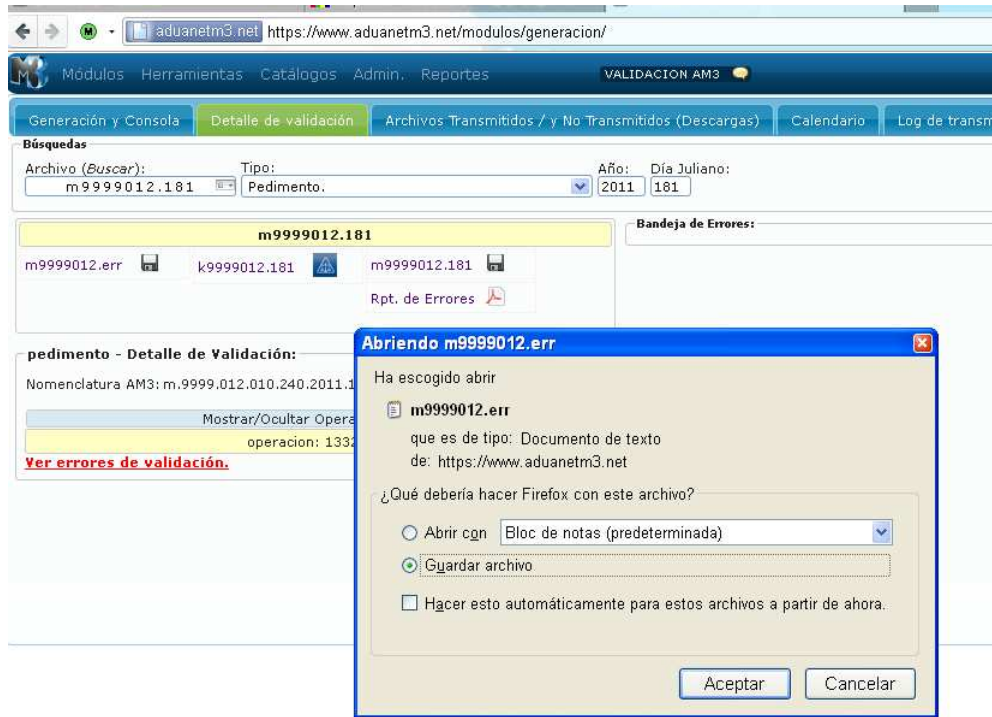 aduanetm3.net https://www.aduanetm3.net/modulos/generacion/
M3 Módulos Herramientas Catálogos Admin. Reportes VALIDACION AM3
Generación y Consola Detalle de validación Archivos Transmitidos / y No Transmitidos (Descargas) Calendario Log de transm
Búsquedas
Archivo (Buscar): Tipo: Año: Día Juliano:
m9999012.181 Pedimento. 2011 181
m9999012.181 Bandeja de Errores:
m9999012.err k9999012.181 m9999012.181
Rpt. de Errores
pedimento - Detalle de Validación:
Nomenclatura AM3: m.9999.012.010.240.2011.1
Mostrar/Ocultar Opera
operacion: 1332
Ver errores de validación.
Abriendo m9999012.err
Ha escogido abrir
m9999012.err
que es de tipo: Documento de texto
de: https://www.aduanetm3.net
¿Qué debería hacer Firefox con este archivo?
Abrir con Bloc de notas (predeterminada)
Guardar archivo
Hacer esto automáticamente para estos archivos a partir de ahora.
Aceptar Cancelar